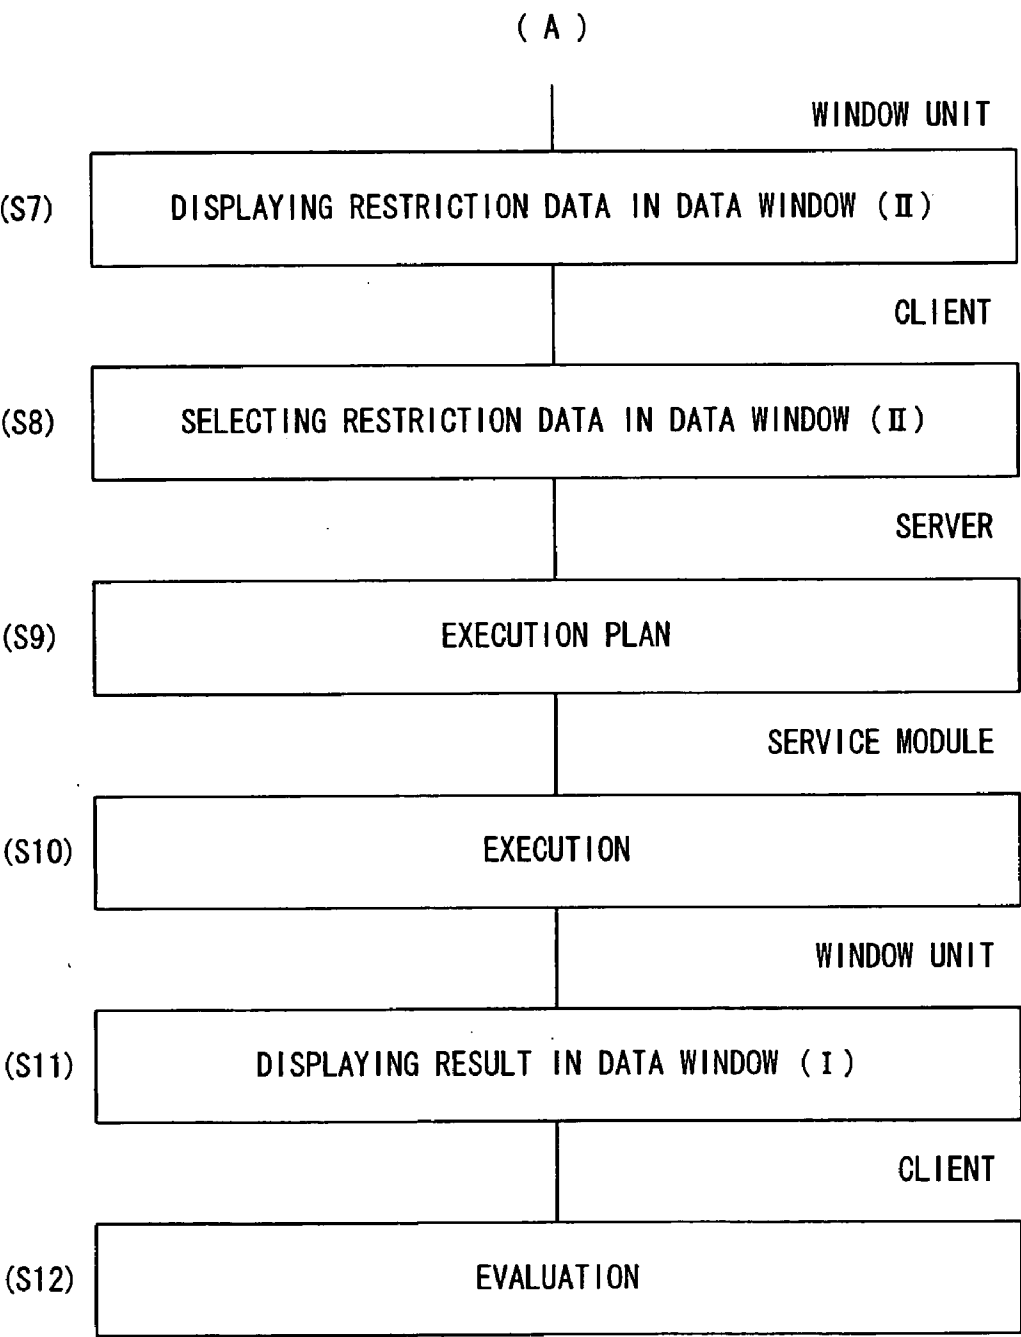 ( A )
WINDOW UNIT
(S7) DISPLAYING RESTRICTION DATA IN DATA WINDOW (Ⅱ)
CLIENT
(S8) SELECTING RESTRICTION DATA IN DATA WINDOW (Ⅱ)
SERVER
(S9) EXECUTION PLAN
SERVICE MODULE
(S10) EXECUTION
WINDOW UNIT
(S11) DISPLAYING RESULT IN DATA WINDOW (Ⅰ)
CLIENT
(S12) EVALUATION